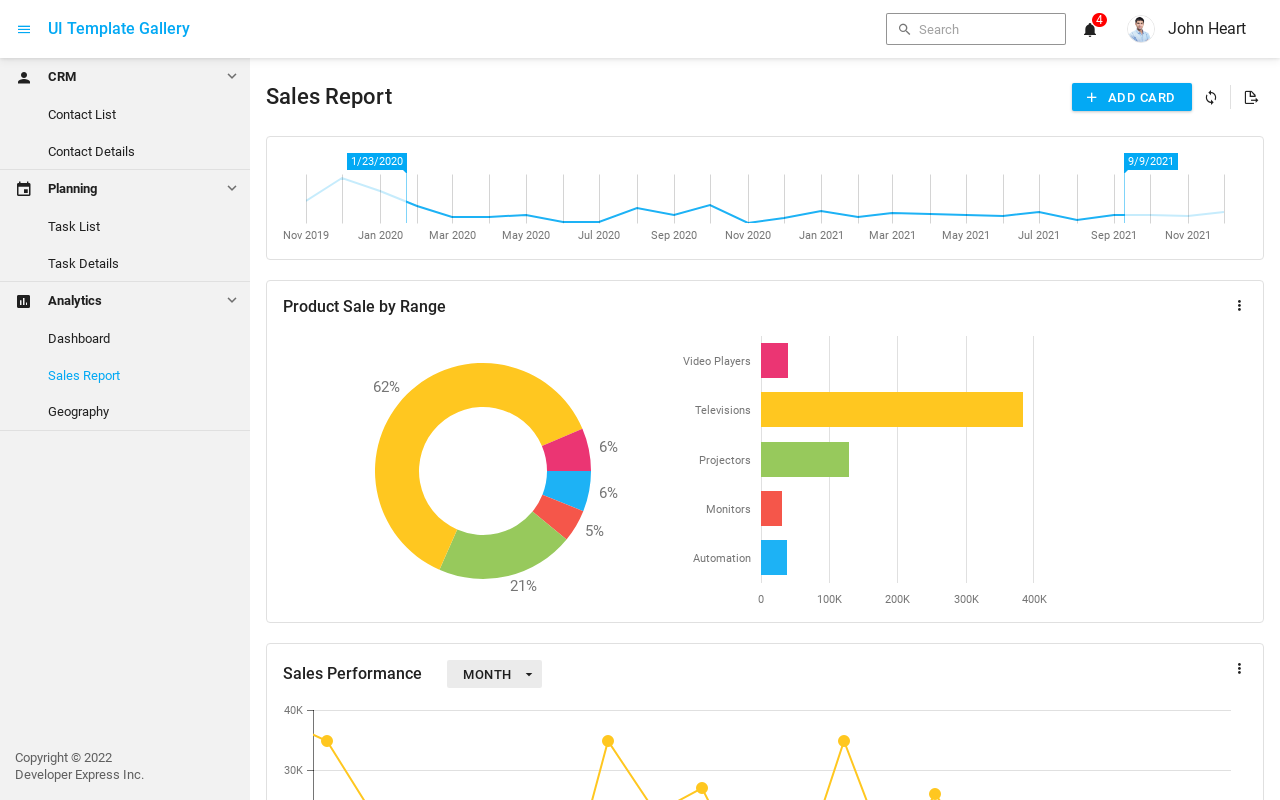 UI Template Gallery
Search
4
John Heart
CRM
Contact List
Contact Details
Planning
Task List
Task Details
Analytics
Dashboard
Sales Report
Geography
Copyright © 2022
Developer Express Inc.
Sales Report
ADD CARD
1/23/2020
9/9/2021
Nov 2019 Jan 2020 Mar 2020 May 2020 Jul 2020 Sep 2020 Nov 2020 Jan 2021 Mar 2021 May 2021 Jul 2021 Sep 2021 Nov 2021
Product Sale by Range
62%
6%
6%
5%
21%
Video Players
Televisions
Projectors
Monitors
Automation
0 100K 200K 300K 400K
Sales Performance
MONTH
40K
30K